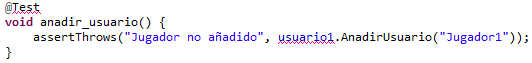 @Test
void anadir_usuario() {
assertThrows("Jugador no añadido", usuario1.AnadirUsuario("Jugador1"));
}